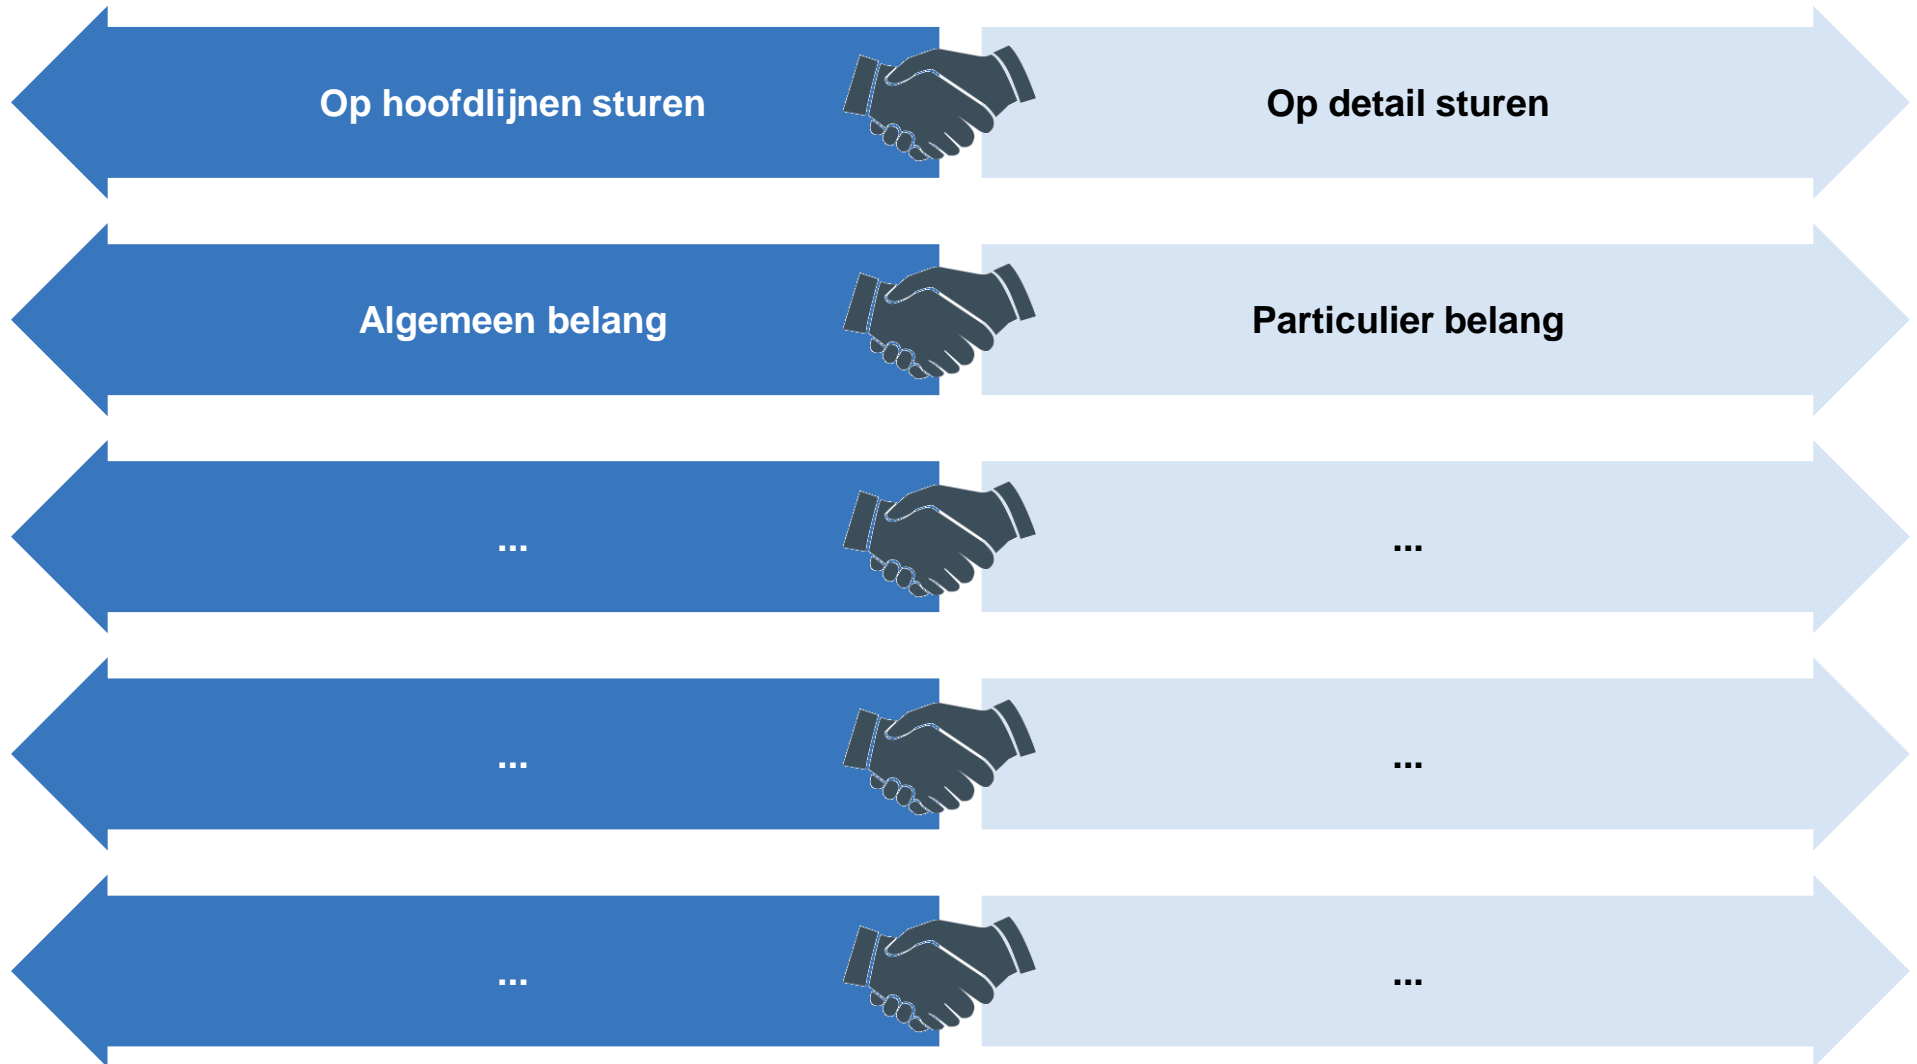 Op hoofdlijnen sturen
Op detail sturen
Algemeen belang
Particulier belang
...
...
...
...
...
...